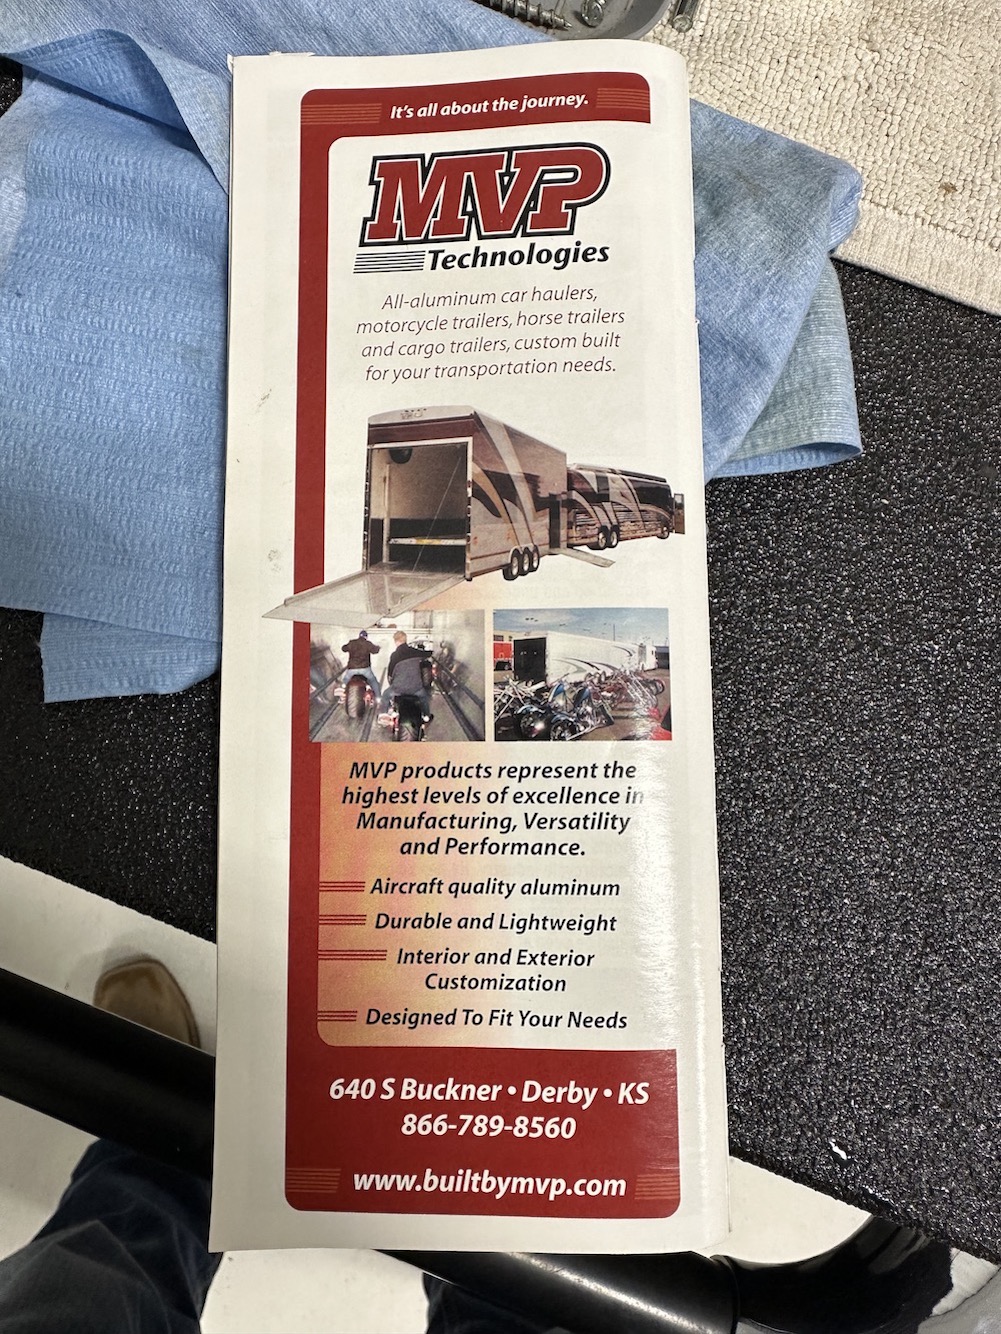 It's all about the journey.
MVP
Technologies
All-aluminum car haulers,
motorcycle trailers, horse trailers
and cargo trailers, custom built
for your transportation needs.
MVP products represent the
highest levels of excellence in
Manufacturing, Versatility
and Performance.
Aircraft quality aluminum
Durable and Lightweight
Interior and Exterior
Customization
Designed To Fit Your Needs
640 S Buckner • Derby • KS
866-789-8560
www.builtbymvp.com